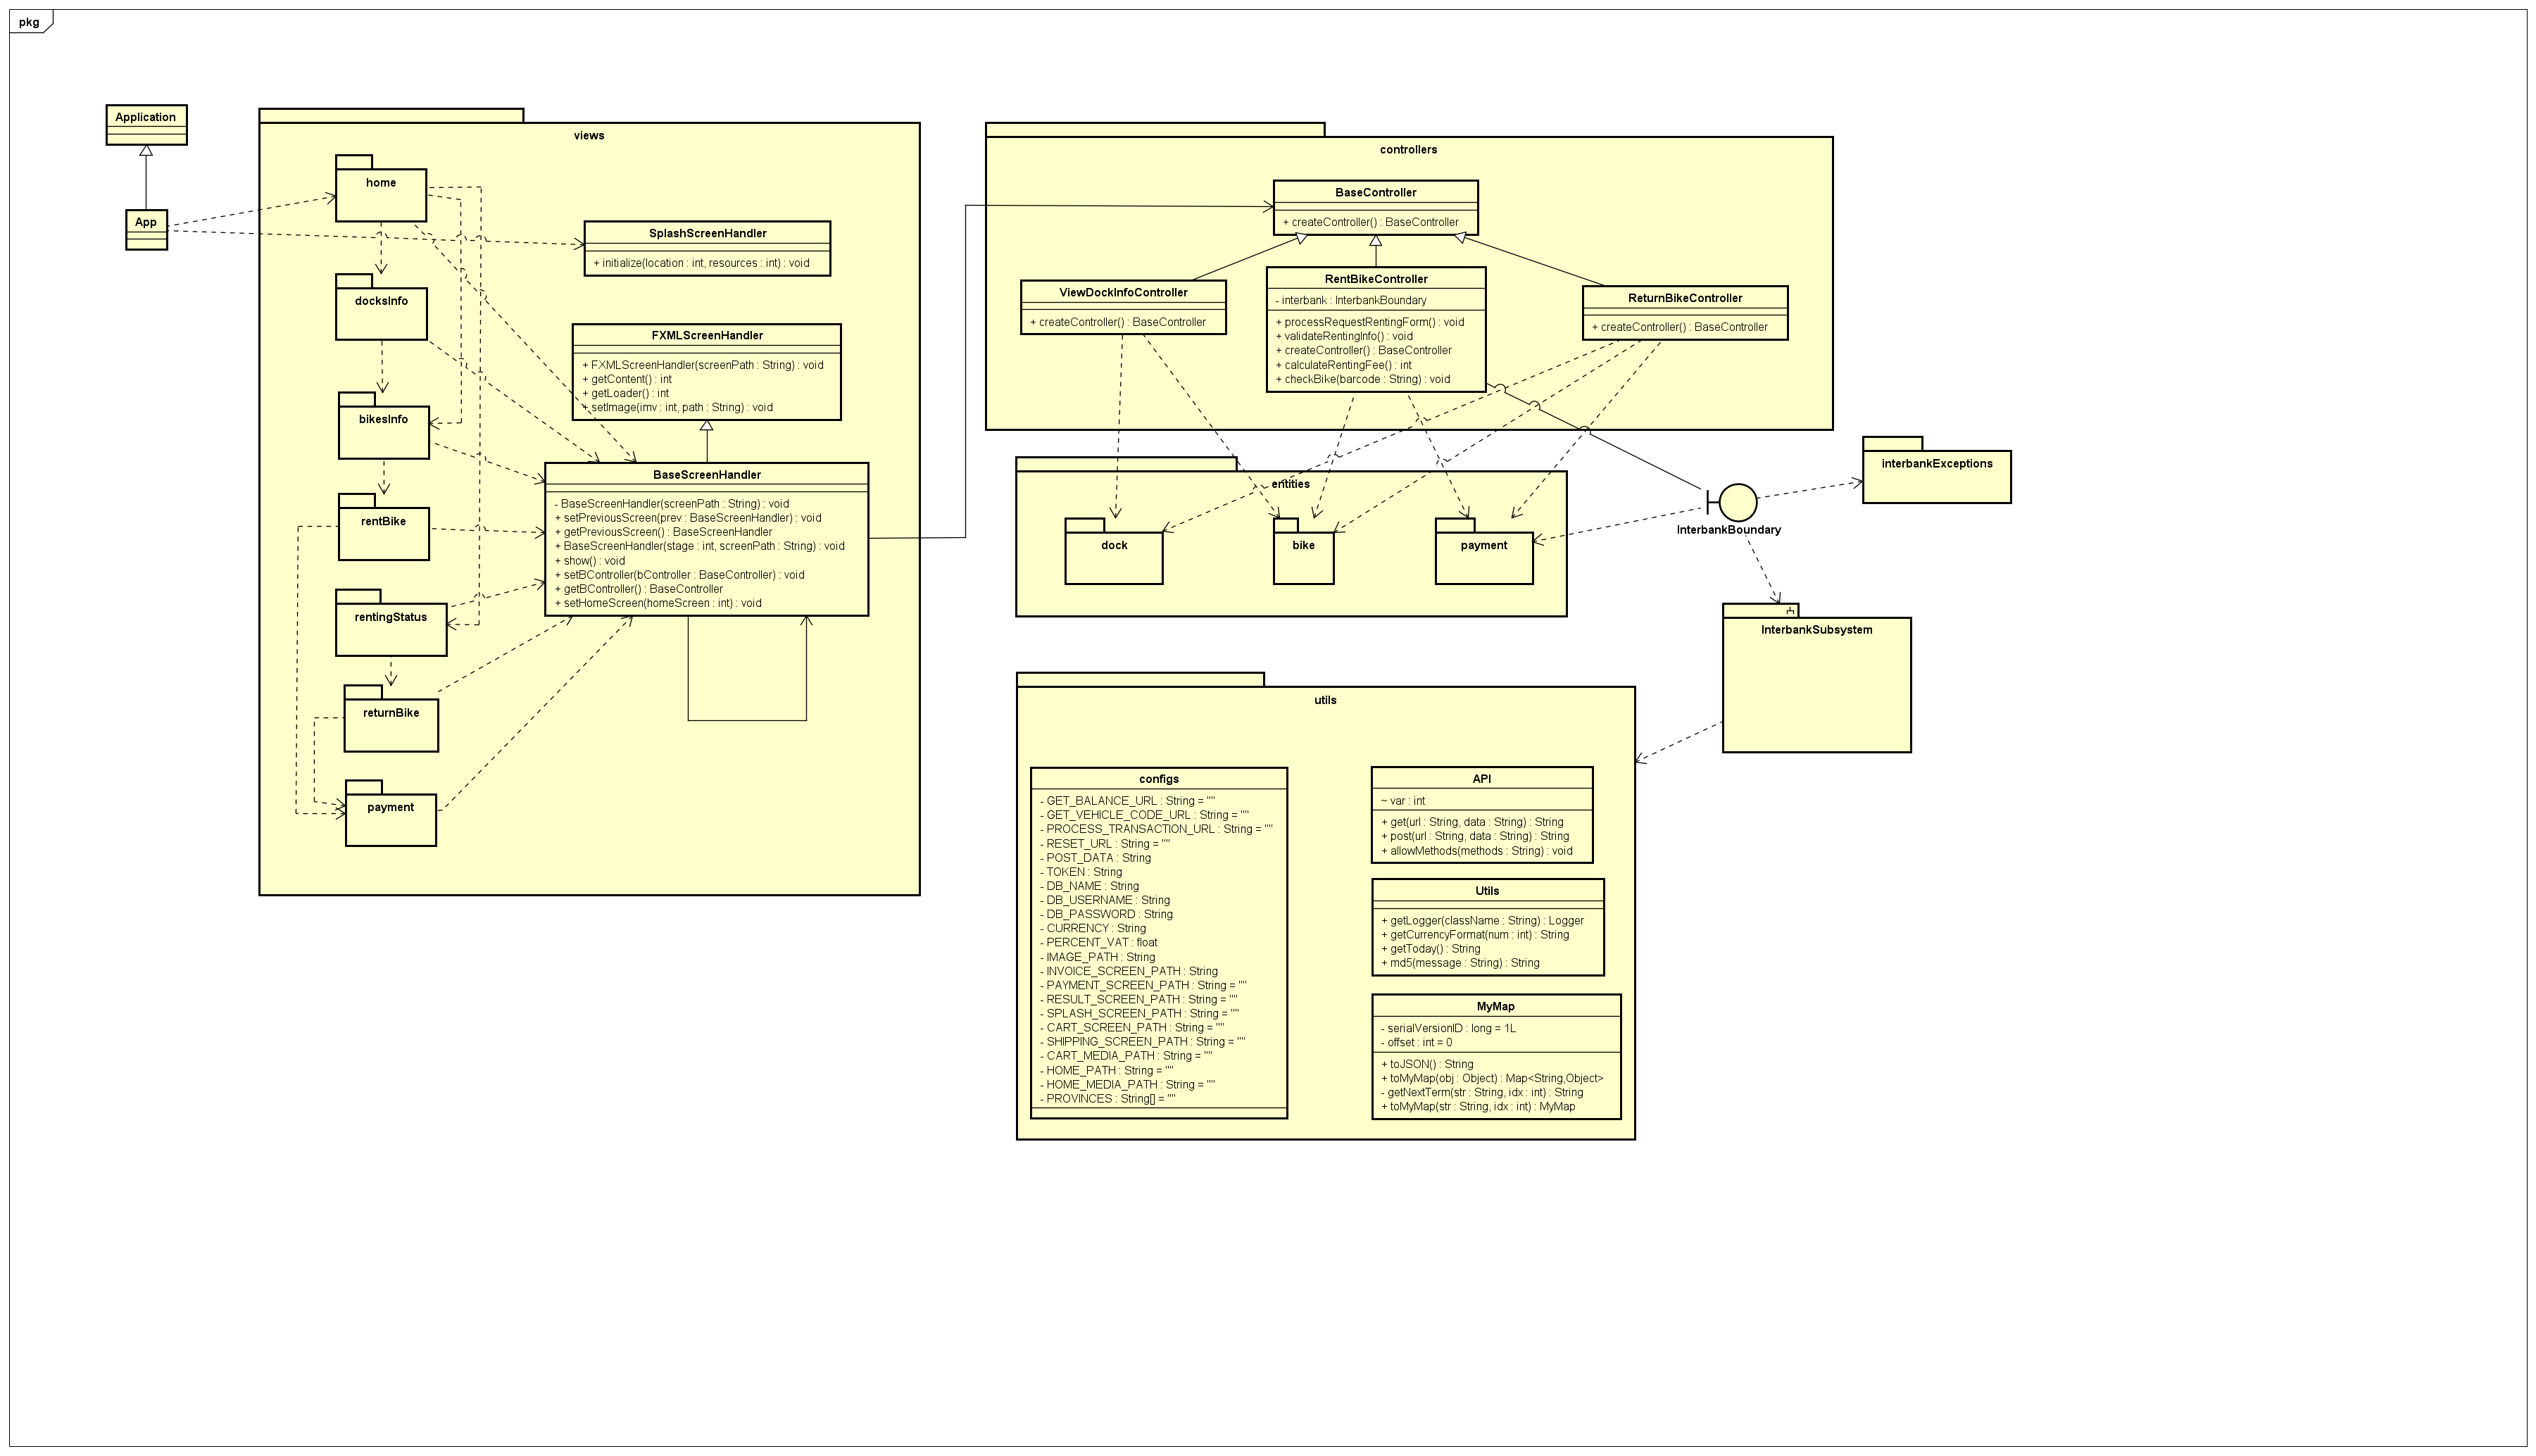 pkg
Application
App
views
home
docksInfo
bikesInfo
rentBike
rentingStatus
returnBike
payment
SplashScreenHandler
+ initialize(location : int, resources : int) : void
FXMLScreenHandler
+ FXMLScreenHandler(screenPath : String) : void
+ getContent() : int
+ getLoader() : int
+ setImage(imv : int, path : String) : void
BaseScreenHandler
- BaseScreenHandler(screenPath : String) : void
+ setPreviousScreen(prev : BaseScreenHandler) : void
+ getPreviousScreen() : BaseScreenHandler
+ BaseScreenHandler(stage : int, screenPath : String) : void
+ show() : void
+ setBController(bController : BaseController) : void
+ getBController() : BaseController
+ setHomeScreen(homeScreen : int) : void
controllers
BaseController
+ createController() : BaseController
ViewDockInfoController
+ createController() : BaseController
RentBikeController
- interbank : InterbankBoundary
+ processRequestRentingForm() : void
+ validateRentingInfo() : void
+ createController() : BaseController
+ calculateRentingFee() : int
+ checkBike(barcode : String) : void
ReturnBikeController
+ createController() : BaseController
entities
dock
bike
payment
interbankExceptions
InterbankBoundary
InterbankSubsystem
utils
configs
- GET_BALANCE_URL : String = ""
- GET_VEHICLE_CODE_URL : String = ""
- PROCESS_TRANSACTION_URL : String = ""
- RESET_URL : String = ""
- POST_DATA : String
- TOKEN : String
- DB_NAME : String
- DB_USERNAME : String
- DB_PASSWORD : String
- CURRENCY : String
- PERCENT_VAT : float
- IMAGE_PATH : String
- INVOICE_SCREEN_PATH : String
- PAYMENT_SCREEN_PATH : String = ""
- RESULT_SCREEN_PATH : String = ""
- SPLASH_SCREEN_PATH : String = ""
- CART_SCREEN_PATH : String = ""
- SHIPPING_SCREEN_PATH : String = ""
- CART_MEDIA_PATH : String = ""
- HOME_PATH : String = ""
- HOME_MEDIA_PATH : String = ""
- PROVINCES : String[] = ""
API
~ var : int
+ get(url : String, data : String) : String
+ post(url : String, data : String) : String
+ allowMethods(methods : String) : void
Utils
+ getLogger(className : String) : Logger
+ getCurrencyFormat(num : int) : String
+ getToday() : String
+ md5(message : String) : String
MyMap
- serialVersionID : long = 1L
- offset : int = 0
+ toJSON() : String
+ toMyMap(obj : Object) : Map<String,Object>
- getNextTerm(str : String, idx : int) : String
+ toMyMap(str : String, idx : int) : MyMap